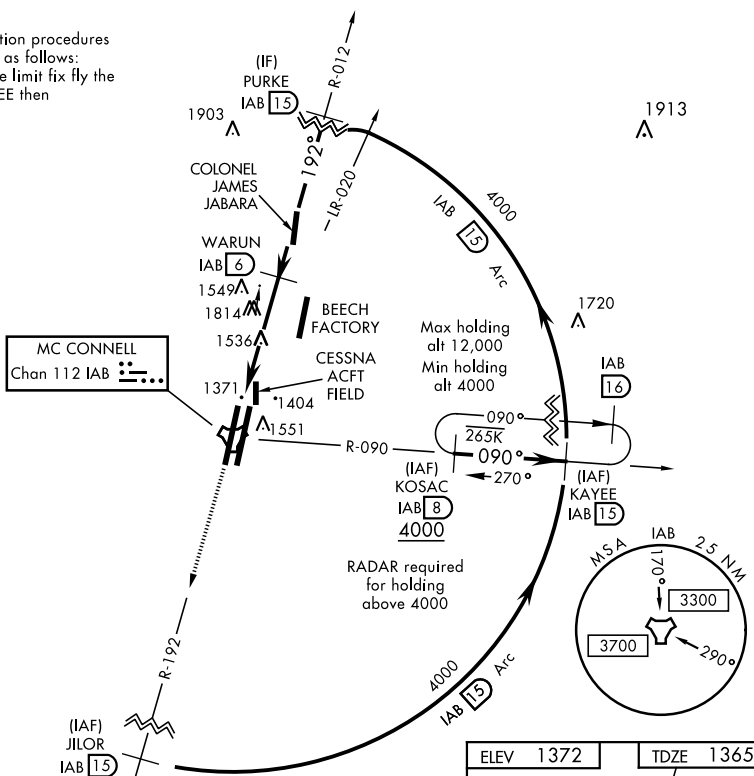 tion procedures
as follows:
e limit fix fly the
EE then
(IF)
PURKE
IAB 15
R-012
1903
1913
192°
LR-020
COLONEL
JAMES
JABARA
4000
IAB 15 Arc
WARUN
IAB 6
1549
1814
1536
BEECH
FACTORY
1720
MC CONNELL
Chan 112 IAB
Max holding
alt 12,000
Min holding
alt 4000
CESSNA
ACFT
FIELD
1371
1404
1551
IAB
16
090°
265K
R-090
090°
270°
(IAF)
KOSAC
IAB 8
4000
(IAF)
KAYEE
IAB 15
RADAR required
for holding
above 4000
MSA IAB 25 NM
170°
3300
3700
290°
R-192
4000
IAB 15 Arc
(IAF)
JILOR
IAB 15
ELEV 1372
TDZE 1365